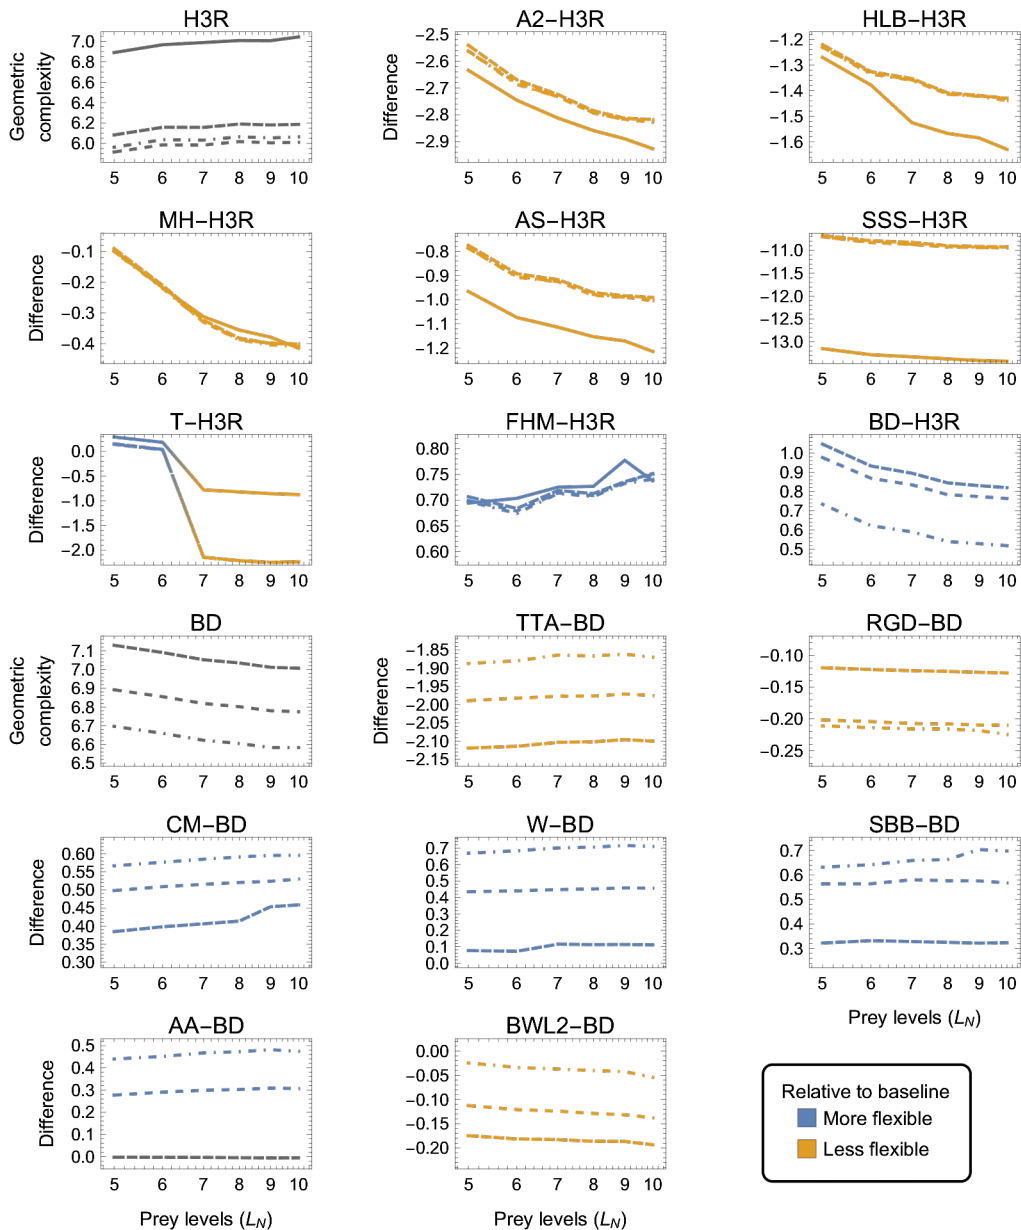 H3R
A2−H3R
HLB−H3R
Geometric
complexity
7.0
6.8
6.6
6.4
6.2
6.0
5 6 7 8 9 10
Difference
−2.5
−2.6
−2.7
−2.8
−2.9
5 6 7 8 9 10
−1.2
−1.3
−1.4
−1.5
−1.6
5 6 7 8 9 10
MH−H3R
AS−H3R
SSS−H3R
Difference
−0.1
−0.2
−0.3
−0.4
5 6 7 8 9 10
−0.8
−0.9
−1.0
−1.1
−1.2
5 6 7 8 9 10
−11.0
−11.5
−12.0
−12.5
−13.0
5 6 7 8 9 10
T−H3R
FHM−H3R
BD−H3R
Difference
0.0
−0.5
−1.0
−1.5
−2.0
5 6 7 8 9 10
0.80
0.75
0.70
0.65
0.60
5 6 7 8 9 10
1.0
0.9
0.8
0.7
0.6
0.5
5 6 7 8 9 10
BD
TTA−BD
RGD−BD
Geometric
complexity
7.1
7.0
6.9
6.8
6.7
6.6
6.5
5 6 7 8 9 10
Difference
−1.85
−1.90
−1.95
−2.00
−2.05
−2.10
−2.15
5 6 7 8 9 10
−0.10
−0.15
−0.20
−0.25
5 6 7 8 9 10
CM−BD
W−BD
SBB−BD
Difference
0.60
0.55
0.50
0.45
0.40
0.35
0.30
5 6 7 8 9 10
0.7
0.6
0.5
0.4
0.3
0.2
0.1
0.0
5 6 7 8 9 10
0.7
0.6
0.5
0.4
0.3
5 6 7 8 9 10
Prey levels (L_N)
AA−BD
BWL2−BD
Difference
0.5
0.4
0.3
0.2
0.1
0.0
5 6 7 8 9 10
Prey levels (L_N)
0.00
−0.05
−0.10
−0.15
−0.20
5 6 7 8 9 10
Prey levels (L_N)
Relative to baseline
More flexible
Less flexible